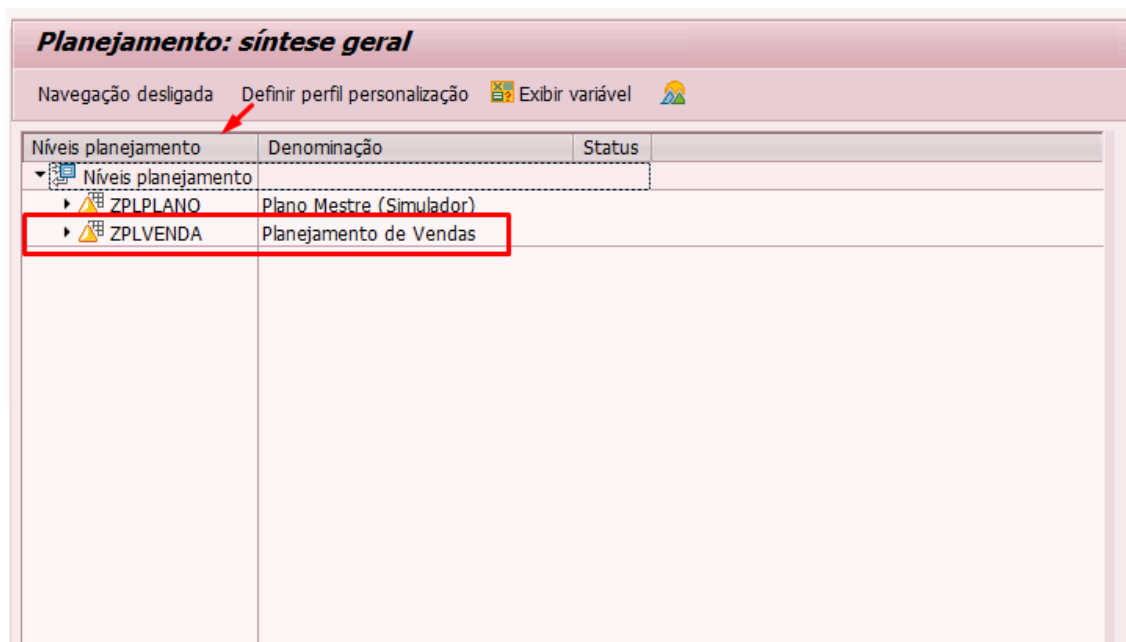 Planejamento: síntese geral
Navegação desligada Definir perfil personalização Exibir variável
Níveis planejamento Denominação Status
Níveis planejamento
ZPLPLANO Plano Mestre (Simulador)
ZPLVENDA Planejamento de Vendas